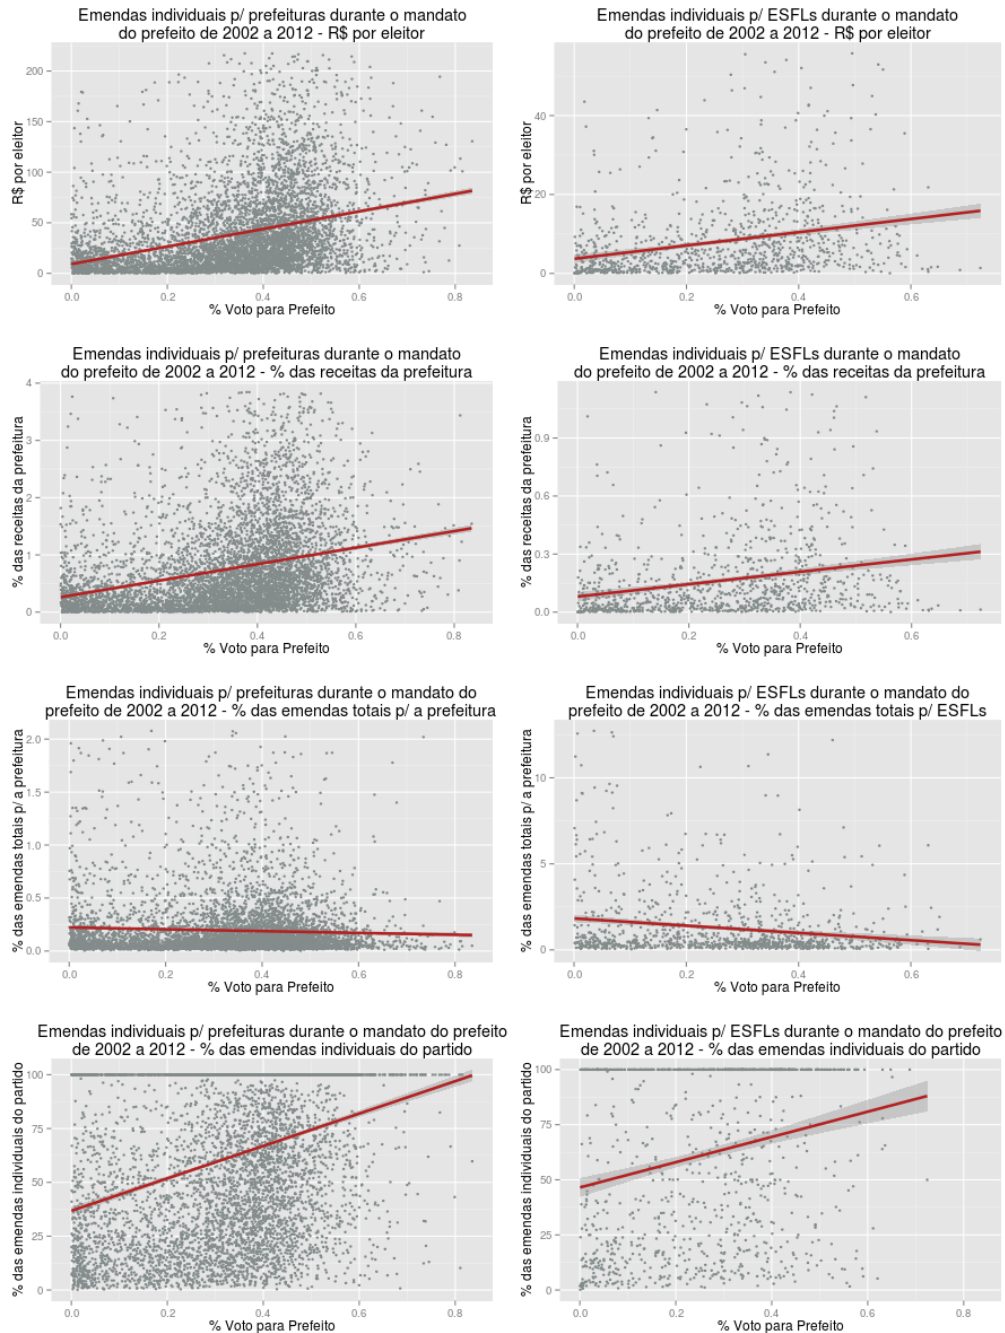 Emendas individuais p/ prefeituras durante o mandato
do prefeito de 2002 a 2012 - R$ por eleitor
R$ por eleitor
200
150
100
50
0
0.0 0.2 0.4 0.6 0.8
% Voto para Prefeito
Emendas individuais p/ ESFLs durante o mandato
do prefeito de 2002 a 2012 - R$ por eleitor
R$ por eleitor
40
20
0
0.0 0.2 0.4 0.6
% Voto para Prefeito
Emendas individuais p/ prefeituras durante o mandato
do prefeito de 2002 a 2012 - % das receitas da prefeitura
% das receitas da prefeitura
4
3
2
1
0
0.0 0.2 0.4 0.6 0.8
% Voto para Prefeito
Emendas individuais p/ ESFLs durante o mandato
do prefeito de 2002 a 2012 - % das receitas da prefeitura
% das receitas da prefeitura
0.9
0.6
0.3
0.0
0.0 0.2 0.4 0.6
% Voto para Prefeito
Emendas individuais p/ prefeituras durante o mandato do
prefeito de 2002 a 2012 - % das emendas totais p/ a prefeitura
% das emendas totais p/ a prefeitura
2.0
1.5
1.0
0.5
0.0
0.0 0.2 0.4 0.6 0.8
% Voto para Prefeito
Emendas individuais p/ ESFLs durante o mandato do
prefeito de 2002 a 2012 - % das emendas totais p/ ESFLs
% das emendas totais p/ a prefeitura
10
5
0
0.0 0.2 0.4 0.6
% Voto para Prefeito
Emendas individuais p/ prefeituras durante o mandato do prefeito
de 2002 a 2012 - % das emendas individuais do partido
% das emendas individuais do partido
100
75
50
25
0
0.0 0.2 0.4 0.6 0.8
% Voto para Prefeito
Emendas individuais p/ ESFLs durante o mandato do prefeito
de 2002 a 2012 - % das emendas individuais do partido
% das emendas individuais do partido
100
75
50
25
0
0.0 0.2 0.4 0.6 0.8
% Voto para Prefeito